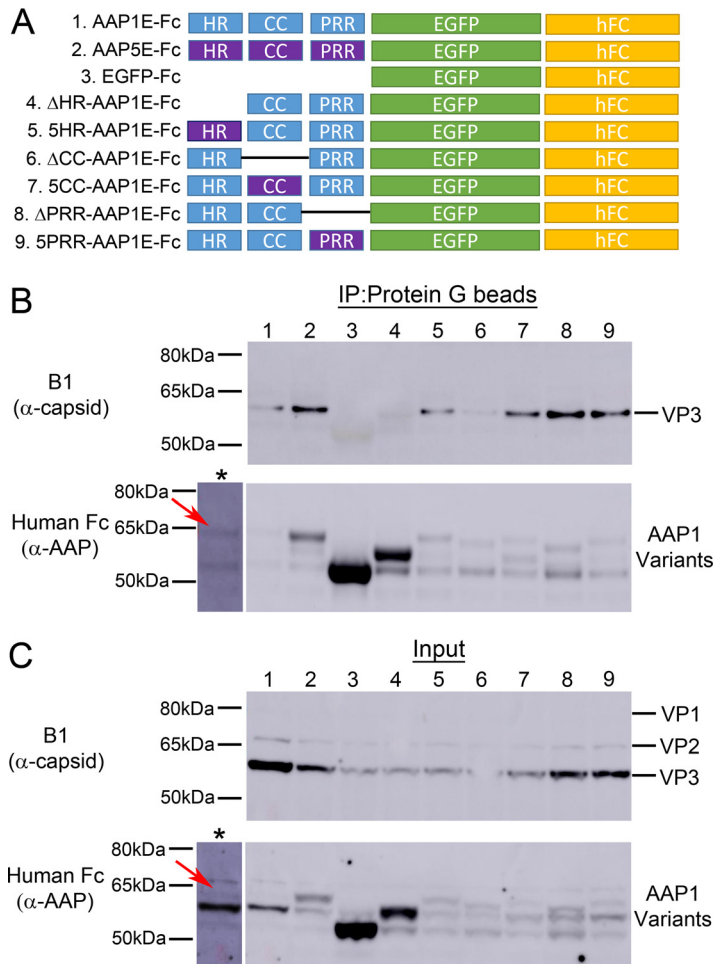 A
1. AAP1E-Fc HR CC PRR EGFP hFC
2. AAP5E-Fc HR CC PRR EGFP hFC
3. EGFP-Fc EGFP hFC
4. ΔHR-AAP1E-Fc CC PRR EGFP hFC
5. 5HR-AAP1E-Fc HR CC PRR EGFP hFC
6. ΔCC-AAP1E-Fc HR PRR EGFP hFC
7. 5CC-AAP1E-Fc HR CC PRR EGFP hFC
8. ΔPRR-AAP1E-Fc HR CC EGFP hFC
9. 5PRR-AAP1E-Fc HR CC PRR EGFP hFC
B
IP:Protein G beads
1 2 3 4 5 6 7 8 9
80kDa
65kDa
50kDa
B1
(α-capsid)
VP3
*
80kDa
65kDa
50kDa
Human Fc
(α-AAP)
AAP1
Variants
C
Input
1 2 3 4 5 6 7 8 9
80kDa
65kDa
50kDa
B1
(α-capsid)
VP1
VP2
VP3
*
80kDa
65kDa
50kDa
Human Fc
(α-AAP)
AAP1
Variants